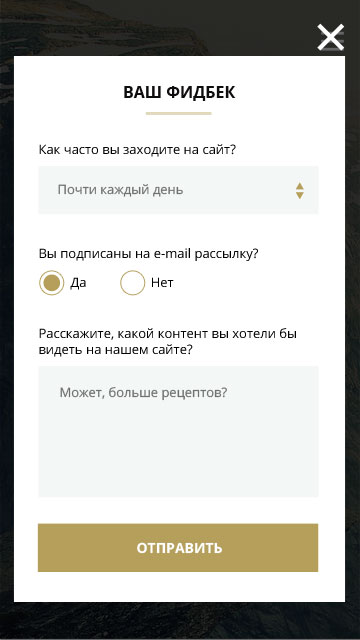 ВАШ ФИДБЕК
Как часто вы заходите на сайт?
Почти каждый день
Вы подписаны на e-mail рассылку?
Да
Нет
Расскажите, какой контент вы хотели бы
видеть на нашем сайте?
Может, больше рецептов?
ОТПРАВИТЬ